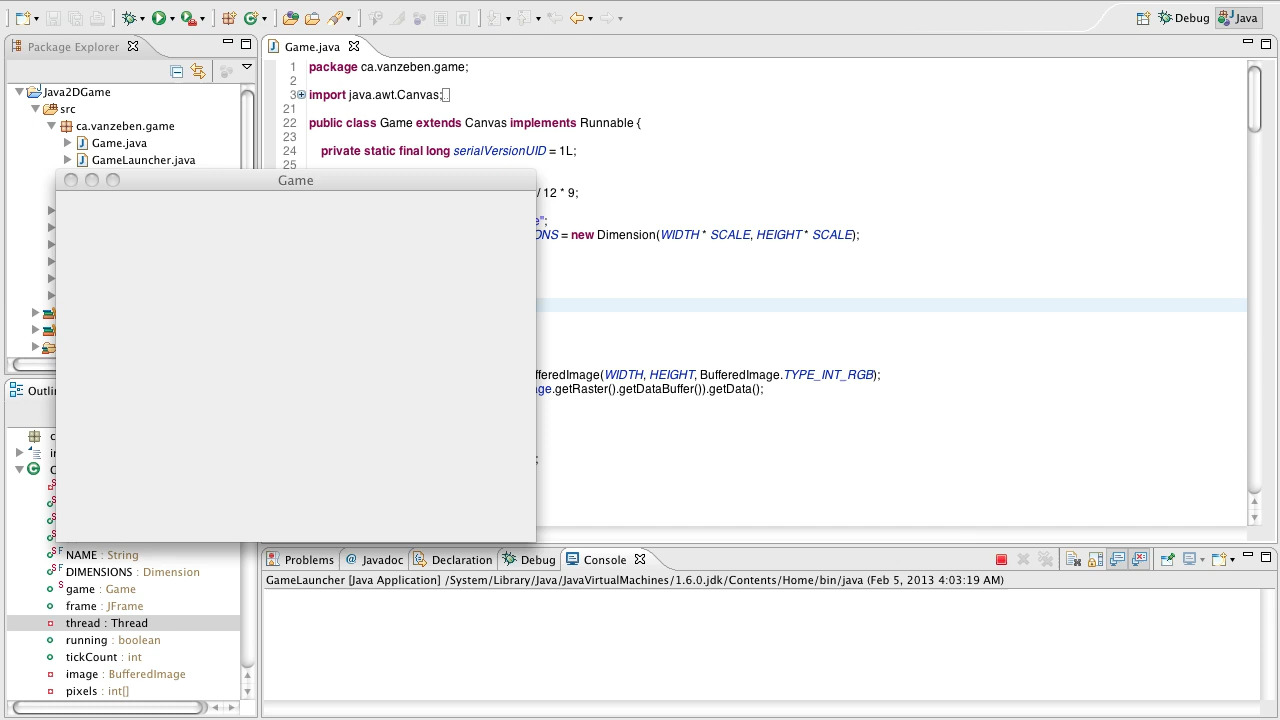 Debug
Java
Package Explorer
Game.java
Java2DGame
src
ca.vanzeben.game
Game.java
GameLauncher.java
1 package ca.vanzeben.game;
2
3 import java.awt.Canvas;
21
22 public class Game extends Canvas implements Runnable {
23
24 private static final long serialVersionUID = 1L;
25
/ 12 * 9;
";
= new Dimension(WIDTH * SCALE, HEIGHT * SCALE);
Game
fferedImage(WIDTH, HEIGHT, BufferedImage.TYPE_INT_RGB);
.getRaster().getDataBuffer()).getData();
;
Outli
NAME : String
DIMENSIONS : Dimension
game : Game
frame : JFrame
thread : Thread
running : boolean
tickCount : int
image : BufferedImage
pixels : int[]
Problems
@ Javadoc
Declaration
Debug
Console
GameLauncher [Java Application] /System/Library/Java/JavaVirtualMachines/1.6.0.jdk/Contents/Home/bin/java (Feb 5, 2013 4:03:19 AM)